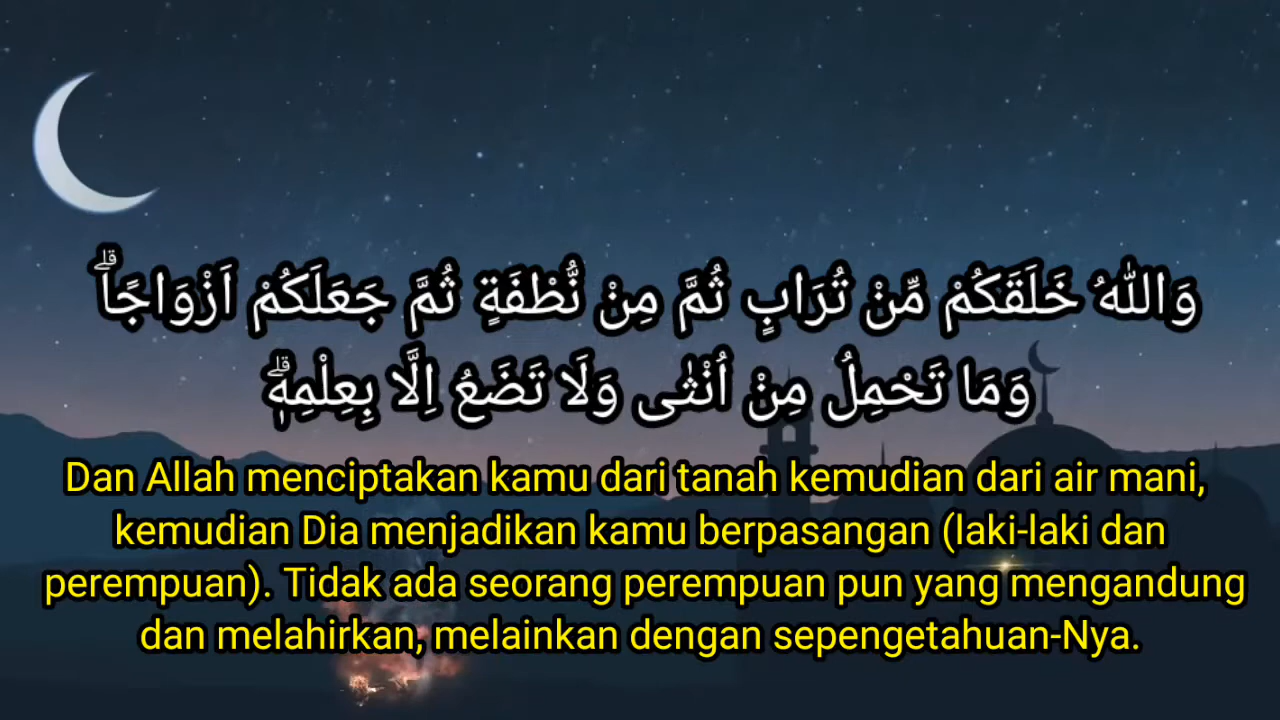 وَاللّٰهُ خَلَقَكُمْ مِّنْ تُرَابٍ ثُمَّ مِنْ نُّطْفَةٍ ثُمَّ جَعَلَكُمْ اَزْوَاجًاۗ
وَمَا تَحْمِلُ مِنْ اُنْثٰى وَلَا تَضَعُ اِلَّا بِعِلْمِهٖۗ
Dan Allah menciptakan kamu dari tanah kemudian dari air mani,
kemudian Dia menjadikan kamu berpasangan (laki-laki dan
perempuan). Tidak ada seorang perempuan pun yang mengandung
dan melahirkan, melainkan dengan sepengetahuan-Nya.